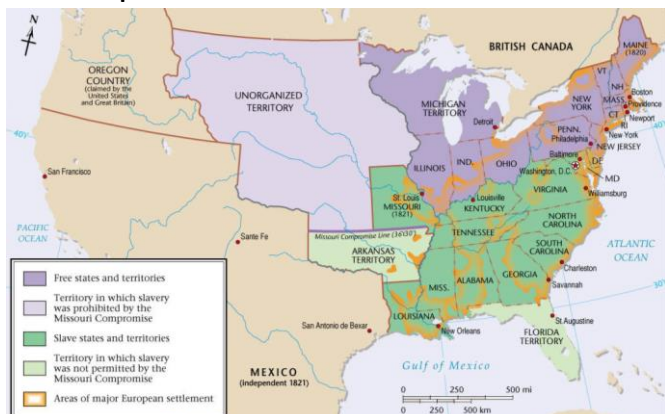 N
BRITISH CANADA
OREGON
COUNTRY
(claimed by the
United States
and Great Britain)
UNORGANIZED
TERRITORY
MICHIGAN
TERRITORY
Detroit
MAINE
(1820)
VT
NH
MASS.
Boston
Providence
CT
RI
Newport
NEW
YORK
New York
PENN.
Philadelphia
NEW JERSEY
Baltimore
DE
MD
Washington, D.C.
ILLINOIS
IND.
OHIO
VIRGINIA
Williamsburg
St. Louis
MISSOURI
(1821)
Louisville
KENTUCKY
NORTH
CAROLINA
TENNESSEE
SOUTH
CAROLINA
Charleston
Savannah
Missouri Compromise Line (36°30')
ARKANSAS
TERRITORY
MISS.
ALABAMA
GEORGIA
LOUISIANA
New Orleans
St. Augustine
FLORIDA
TERRITORY
San Francisco
Sante Fe
San Antonio de Bexar
MEXICO
(independent 1821)
PACIFIC
OCEAN
ATLANTIC
OCEAN
Gulf of Mexico
40°
40°
30°
0 250 500 mi
0 250 500 km
Free states and territories
Territory in which slavery
was prohibited by the
Missouri Compromise
Slave states and territories
Territory in which slavery
was not permitted by the
Missouri Compromise
Areas of major European settlement